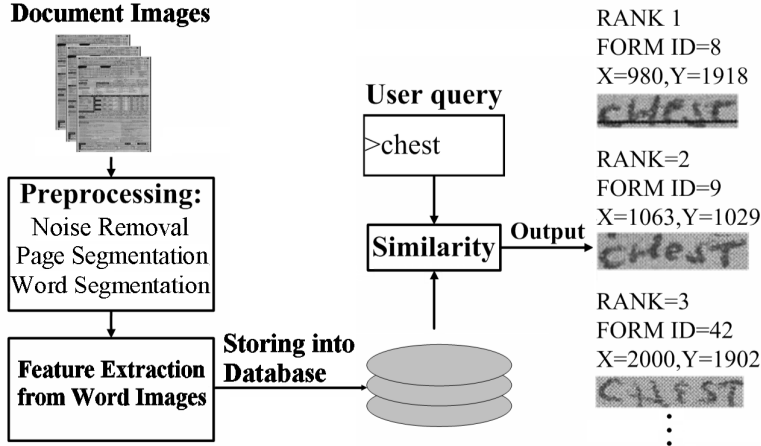 Document Images
Preprocessing:
Noise Removal
Page Segmentation
Word Segmentation
Feature Extraction
from Word Images
Storing into
Database
User query
>chest
Similarity
Output
RANK 1
FORM ID=8
X=980,Y=1918
CHEST
RANK=2
FORM ID=9
X=1063,Y=1029
CHesT
RANK=3
FORM ID=42
X=2000,Y=1902
CHEST